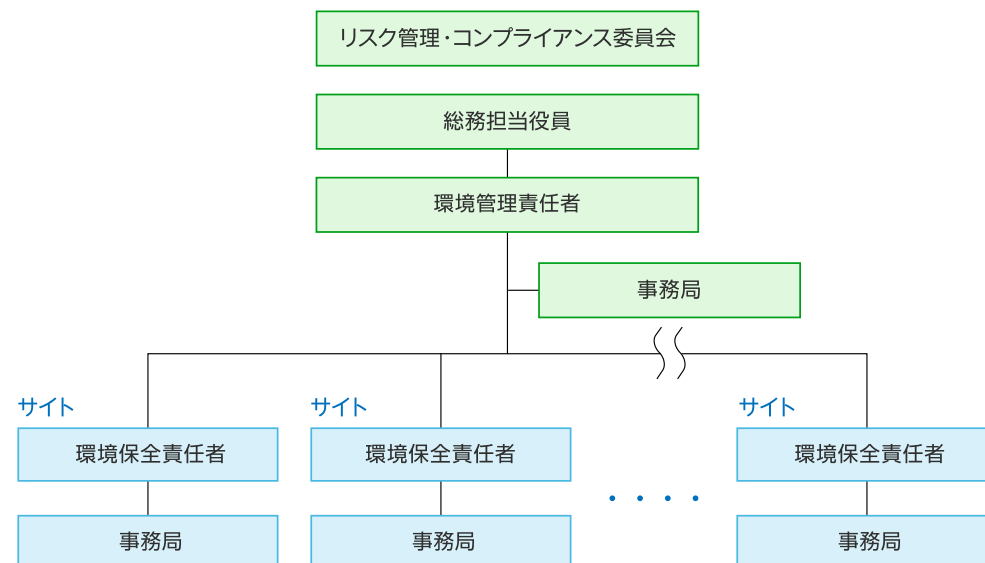 リスク管理・コンプライアンス委員会
総務担当役員
環境管理責任者
事務局
サイト
サイト
サイト
環境保全責任者
環境保全責任者
環境保全責任者
・・・・
事務局
事務局
事務局